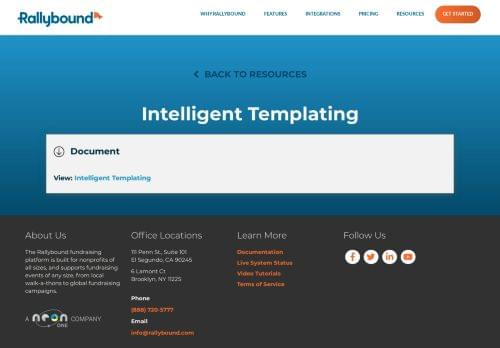 Rallybound
WHY RALLYBOUND
FEATURES
INTEGRATIONS
PRICING
RESOURCES
GET STARTED
BACK TO RESOURCES
Intelligent Templating
Document
View: Intelligent Templating
About Us
The Rallybound fundraising
platform is built for nonprofits of
all sizes, and supports fundraising
events of any size, from local
walk-a-thons to global fundraising
campaigns.
A neon one COMPANY
Office Locations
111 Penn St., Suite 101
El Segundo, CA 90245
6 Lamont Ct
Brooklyn, NY 11225
Phone
(888) 720-5777
Email
info@rallybound.com
Learn More
Documentation
Live System Status
Video Tutorials
Terms of Service
Follow Us